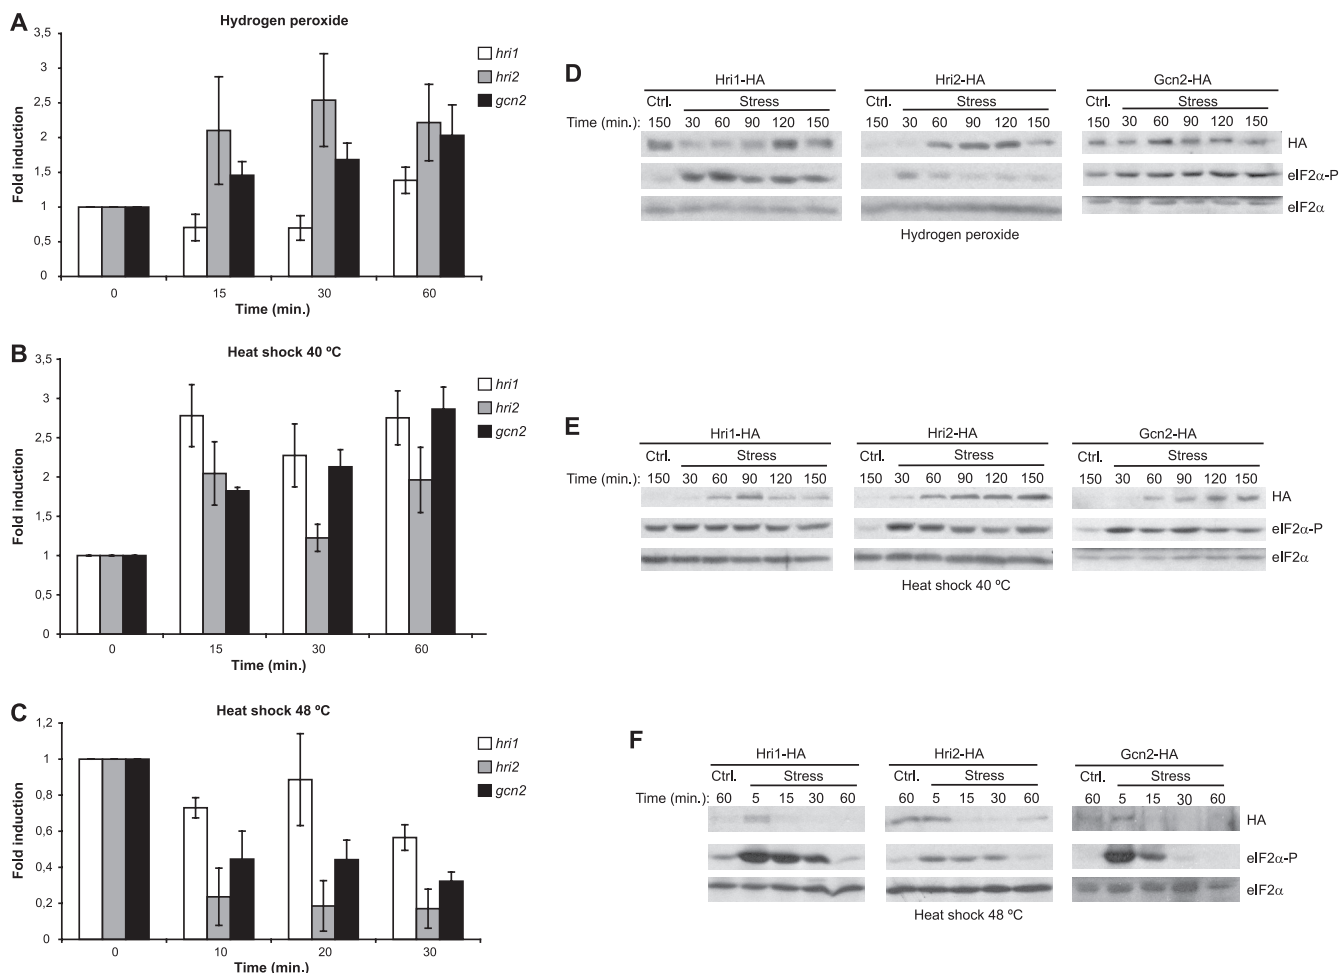 A
Hydrogen peroxide
Fold induction
3,5
3
2,5
2
1,5
1
0,5
0
0 15 30 60
Time (min.)
hri1
hri2
gcn2
B
Heat shock 40 ºC
Fold induction
3,5
3
2,5
2
1,5
1
0,5
0
0 15 30 60
Time (min.)
hri1
hri2
gcn2
C
Heat shock 48 ºC
Fold induction
1,2
1
0,8
0,6
0,4
0,2
0
0 10 20 30
Time (min.)
hri1
hri2
gcn2
D
Hri1-HA Hri2-HA Gcn2-HA
Ctrl. Stress Ctrl. Stress Ctrl. Stress
Time (min.): 150 30 60 90 120 150 150 30 60 90 120 150 150 30 60 90 120 150
HA
eIF2α-P
eIF2α
Hydrogen peroxide
E
Hri1-HA Hri2-HA Gcn2-HA
Ctrl. Stress Ctrl. Stress Ctrl. Stress
Time (min.): 150 30 60 90 120 150 150 30 60 90 120 150 150 30 60 90 120 150
HA
eIF2α-P
eIF2α
Heat shock 40 ºC
F
Hri1-HA Hri2-HA Gcn2-HA
Ctrl. Stress Ctrl. Stress Ctrl. Stress
Time (min.): 60 5 15 30 60 60 5 15 30 60 60 5 15 30 60
HA
eIF2α-P
eIF2α
Heat shock 48 ºC